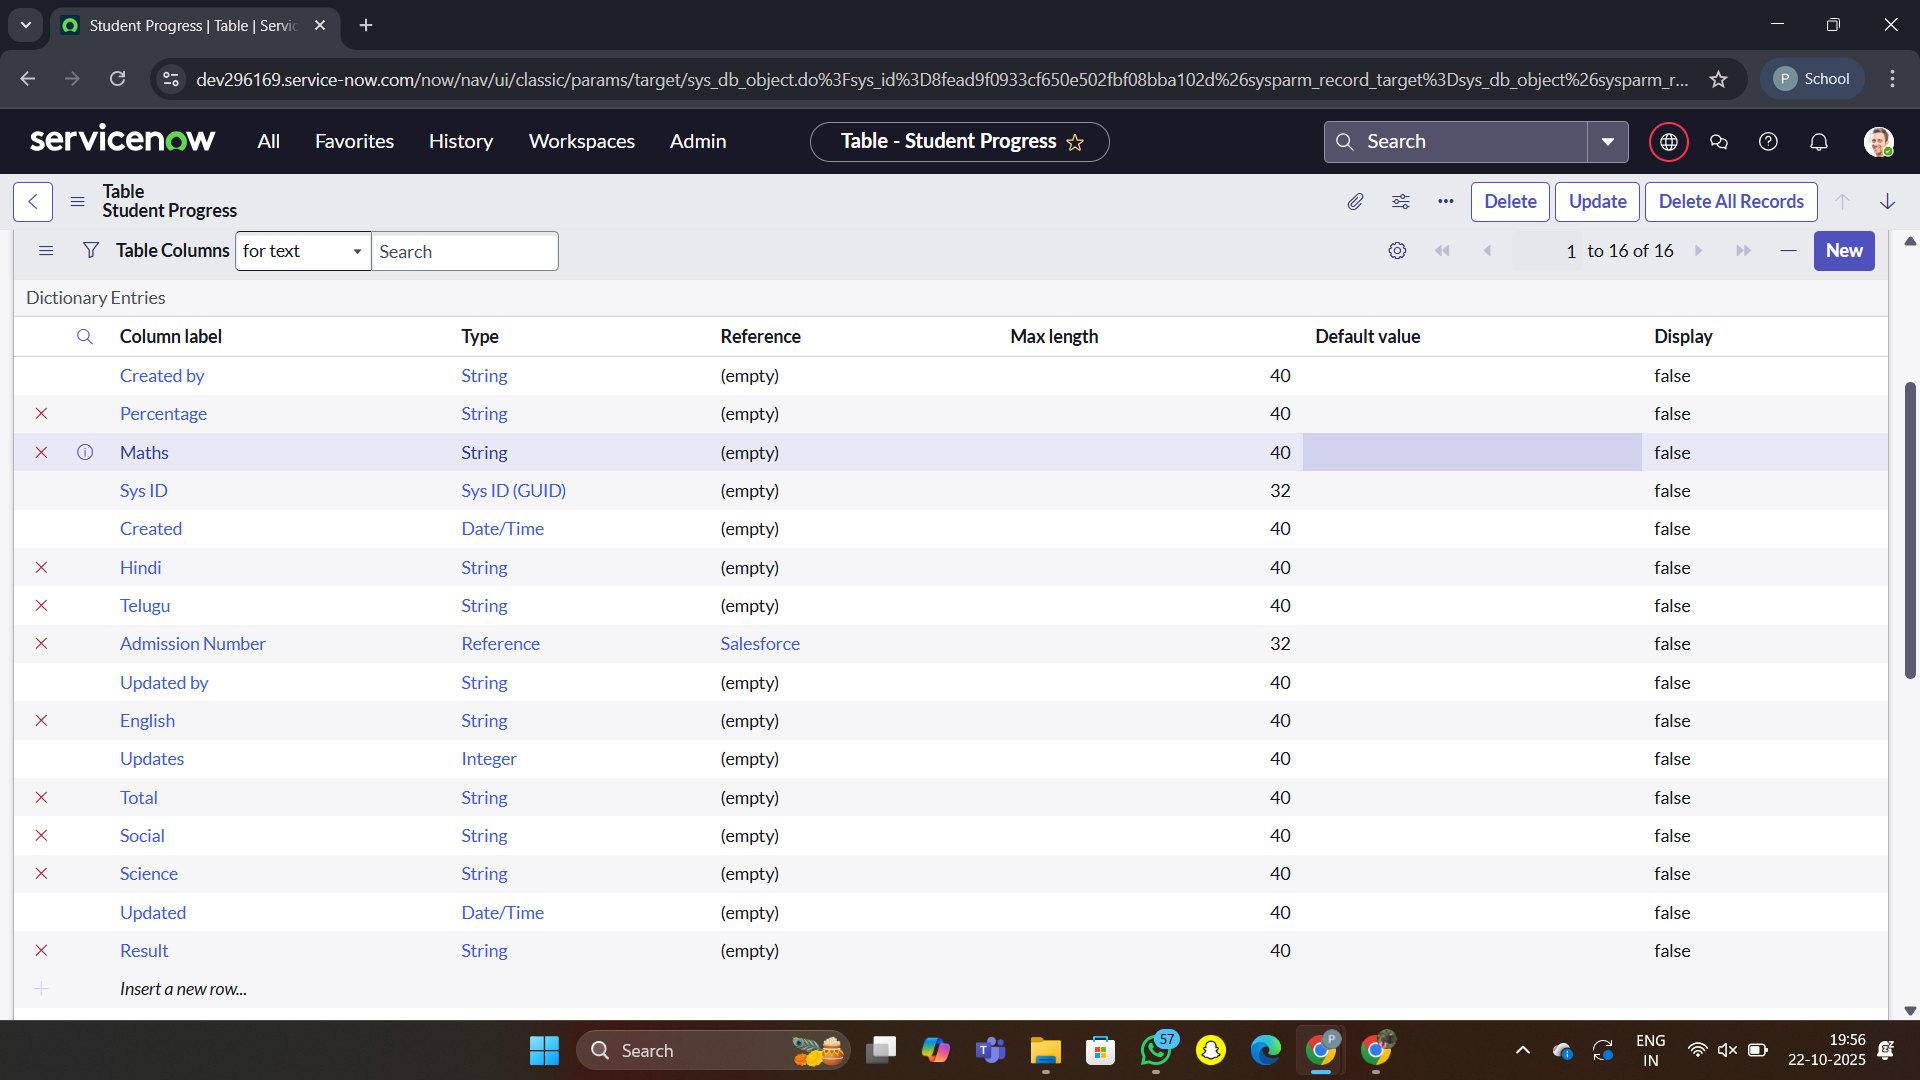 Student Progress | Table | Servic
dev296169.service-now.com/now/nav/ui/classic/params/target/sys_db_object.do%3Fsys_id%3D8fead9f0933cf650e502fbf08bba102d%26sysparm_record_target%3Dsys_db_object%26sysparm_r...
P School
servicenow All Favorites History Workspaces Admin Table - Student Progress Search
Table
Student Progress
Delete Update Delete All Records
Table Columns for text Search 1 to 16 of 16 New
Dictionary Entries
Column label Type Reference Max length Default value Display
Created by String (empty) 40 false
Percentage String (empty) 40 false
Maths String (empty) 40 false
Sys ID Sys ID (GUID) (empty) 32 false
Created Date/Time (empty) 40 false
Hindi String (empty) 40 false
Telugu String (empty) 40 false
Admission Number Reference Salesforce 32 false
Updated by String (empty) 40 false
English String (empty) 40 false
Updates Integer (empty) 40 false
Total String (empty) 40 false
Social String (empty) 40 false
Science String (empty) 40 false
Updated Date/Time (empty) 40 false
Result String (empty) 40 false
Insert a new row...
Search 57 P ENG 19:56
IN 22-10-2025